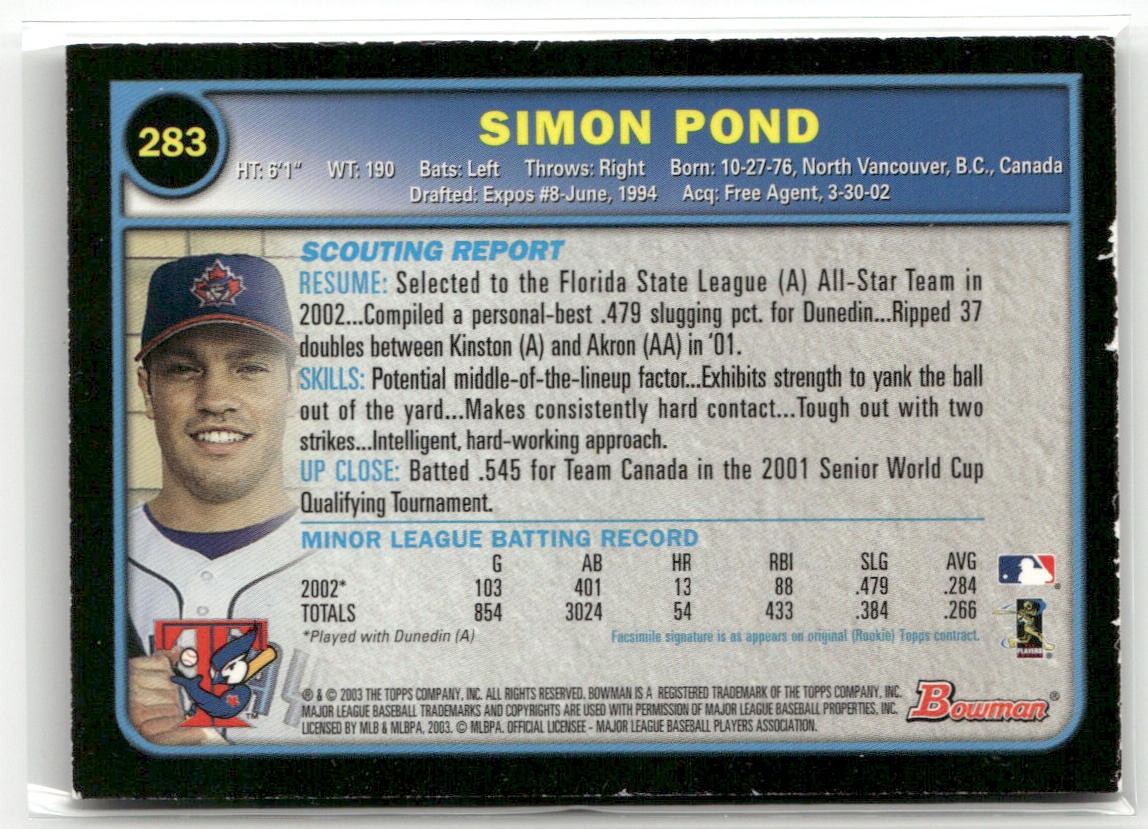 283
SIMON POND
HT: 6'1" WT: 190 Bats: Left Throws: Right Born: 10-27-76, North Vancouver, B.C., Canada
Drafted: Expos #8-June, 1994 Acq: Free Agent, 3-30-02
SCOUTING REPORT
RESUME: Selected to the Florida State League (A) All-Star Team in
2002...Compiled a personal-best .479 slugging pct. for Dunedin...Ripped 37
doubles between Kinston (A) and Akron (AA) in '01.
SKILLS: Potential middle-of-the-lineup factor...Exhibits strength to yank the ball
out of the yard...Makes consistently hard contact...Tough out with two
strikes...Intelligent, hard-working approach.
UP CLOSE: Batted .545 for Team Canada in the 2001 Senior World Cup
Qualifying Tournament.
MINOR LEAGUE BATTING RECORD
G AB HR RBI SLG AVG
2002* 103 401 13 88 .479 .284
TOTALS 854 3024 54 433 .384 .266
*Played with Dunedin (A) Facsimile signature is as appears on original (Rookie) Topps contract.
PLAYERS
T
TM
® & © 2003 THE TOPPS COMPANY, INC. ALL RIGHTS RESERVED. BOWMAN IS A REGISTERED TRADEMARK OF THE TOPPS COMPANY, INC.
MAJOR LEAGUE BASEBALL TRADEMARKS AND COPYRIGHTS ARE USED WITH PERMISSION OF MAJOR LEAGUE BASEBALL PROPERTIES, INC.
LICENSED BY MLB & MLBPA, 2003. © MLBPA. OFFICIAL LICENSEE - MAJOR LEAGUE BASEBALL PLAYERS ASSOCIATION.
Bowman®